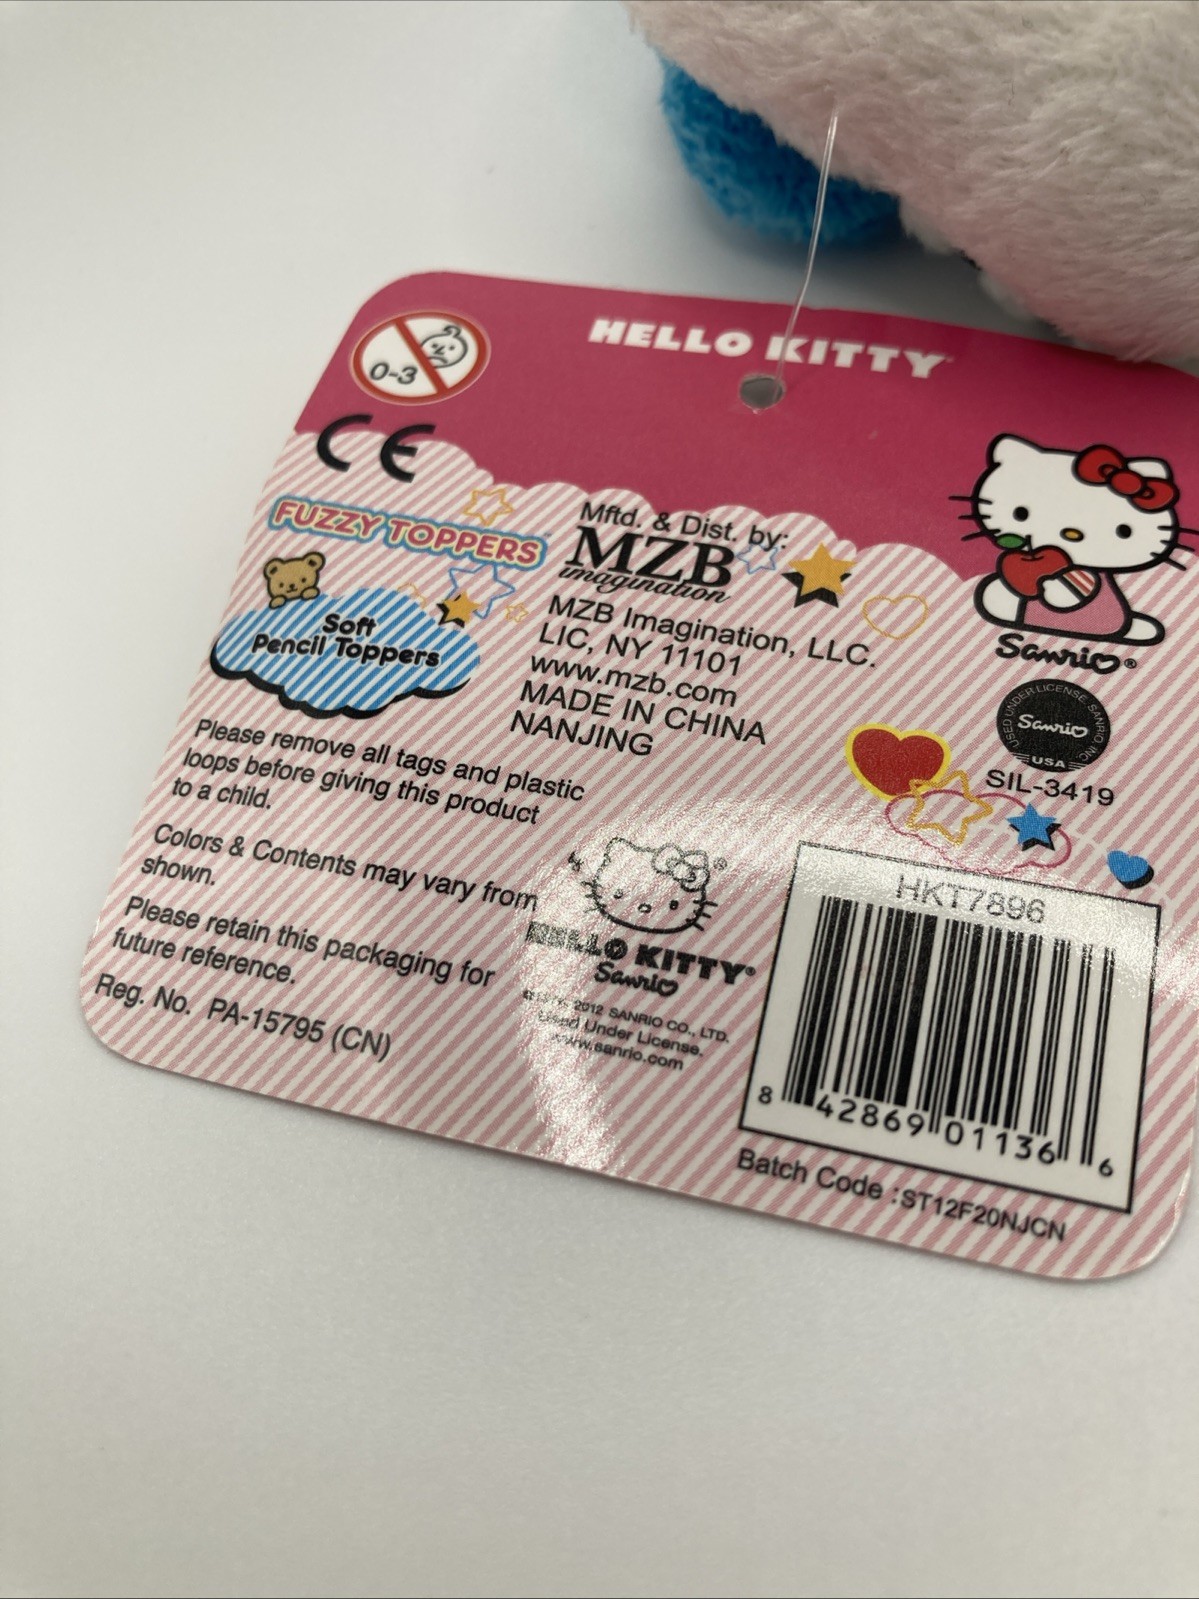 HELLO KITTY
0-3
CE
FUZZY TOPPERS
Soft
Pencil Toppers
Please remove all tags and plastic
loops before giving this product
to a child.
Colors & Contents may vary from
shown.
Please retain this packaging for
future reference.
Reg. No. PA-15795 (CN)
Mftd. & Dist. by:
MZB
imagination
MZB Imagination, LLC.
LIC, NY 11101
www.mzb.com
MADE IN CHINA
NANJING
HELLO KITTY®
Sanrio
2012 SANRIO CO., LTD.
Used Under License.
www.sanrio.com
Sanrio®
USED UNDER LICENSE SANRIO, INC.
Sanrio
USA
SIL-3419
HKT7896
8 42869 01136 6
Batch Code :ST12F20NJCN